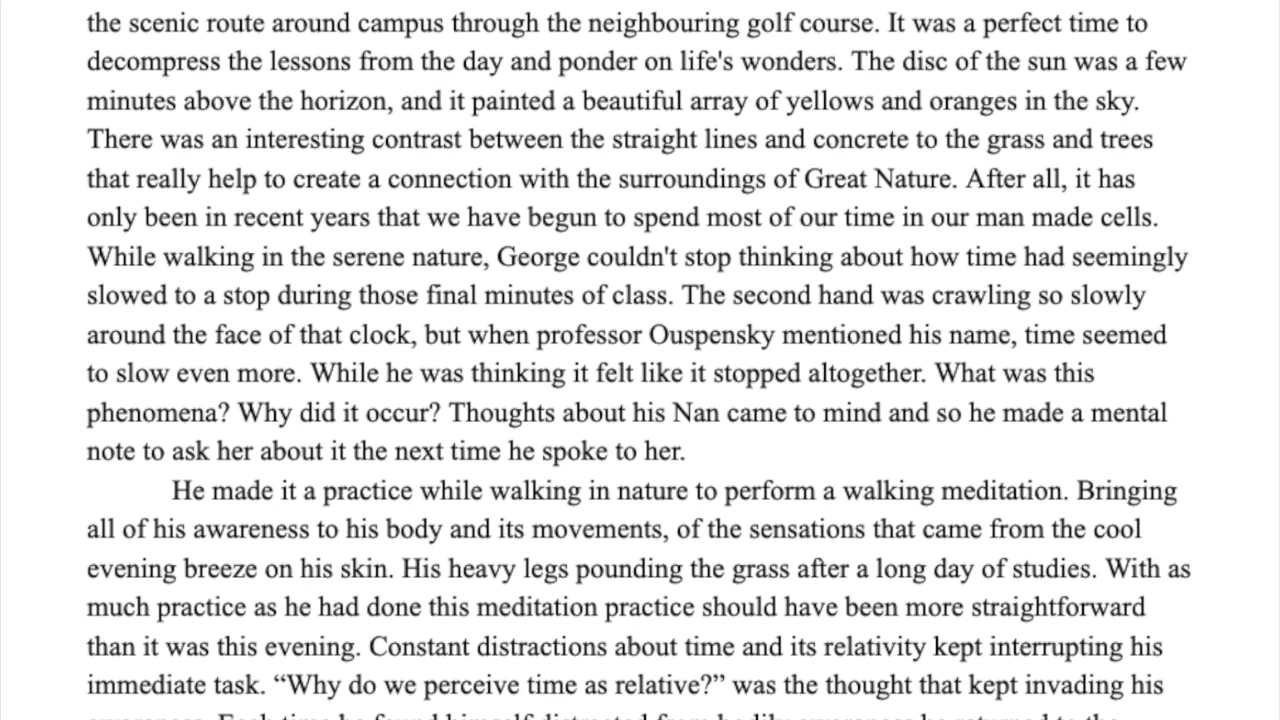 the scenic route around campus through the neighbouring golf course. It was a perfect time to
decompress the lessons from the day and ponder on life's wonders. The disc of the sun was a few
minutes above the horizon, and it painted a beautiful array of yellows and oranges in the sky.
There was an interesting contrast between the straight lines and concrete to the grass and trees
that really help to create a connection with the surroundings of Great Nature. After all, it has
only been in recent years that we have begun to spend most of our time in our man made cells.
While walking in the serene nature, George couldn't stop thinking about how time had seemingly
slowed to a stop during those final minutes of class. The second hand was crawling so slowly
around the face of that clock, but when professor Ouspensky mentioned his name, time seemed
to slow even more. While he was thinking it felt like it stopped altogether. What was this
phenomena? Why did it occur? Thoughts about his Nan came to mind and so he made a mental
note to ask her about it the next time he spoke to her.
He made it a practice while walking in nature to perform a walking meditation. Bringing
all of his awareness to his body and its movements, of the sensations that came from the cool
evening breeze on his skin. His heavy legs pounding the grass after a long day of studies. With as
much practice as he had done this meditation practice should have been more straightforward
than it was this evening. Constant distractions about time and its relativity kept interrupting his
immediate task. “Why do we perceive time as relative?” was the thought that kept invading his